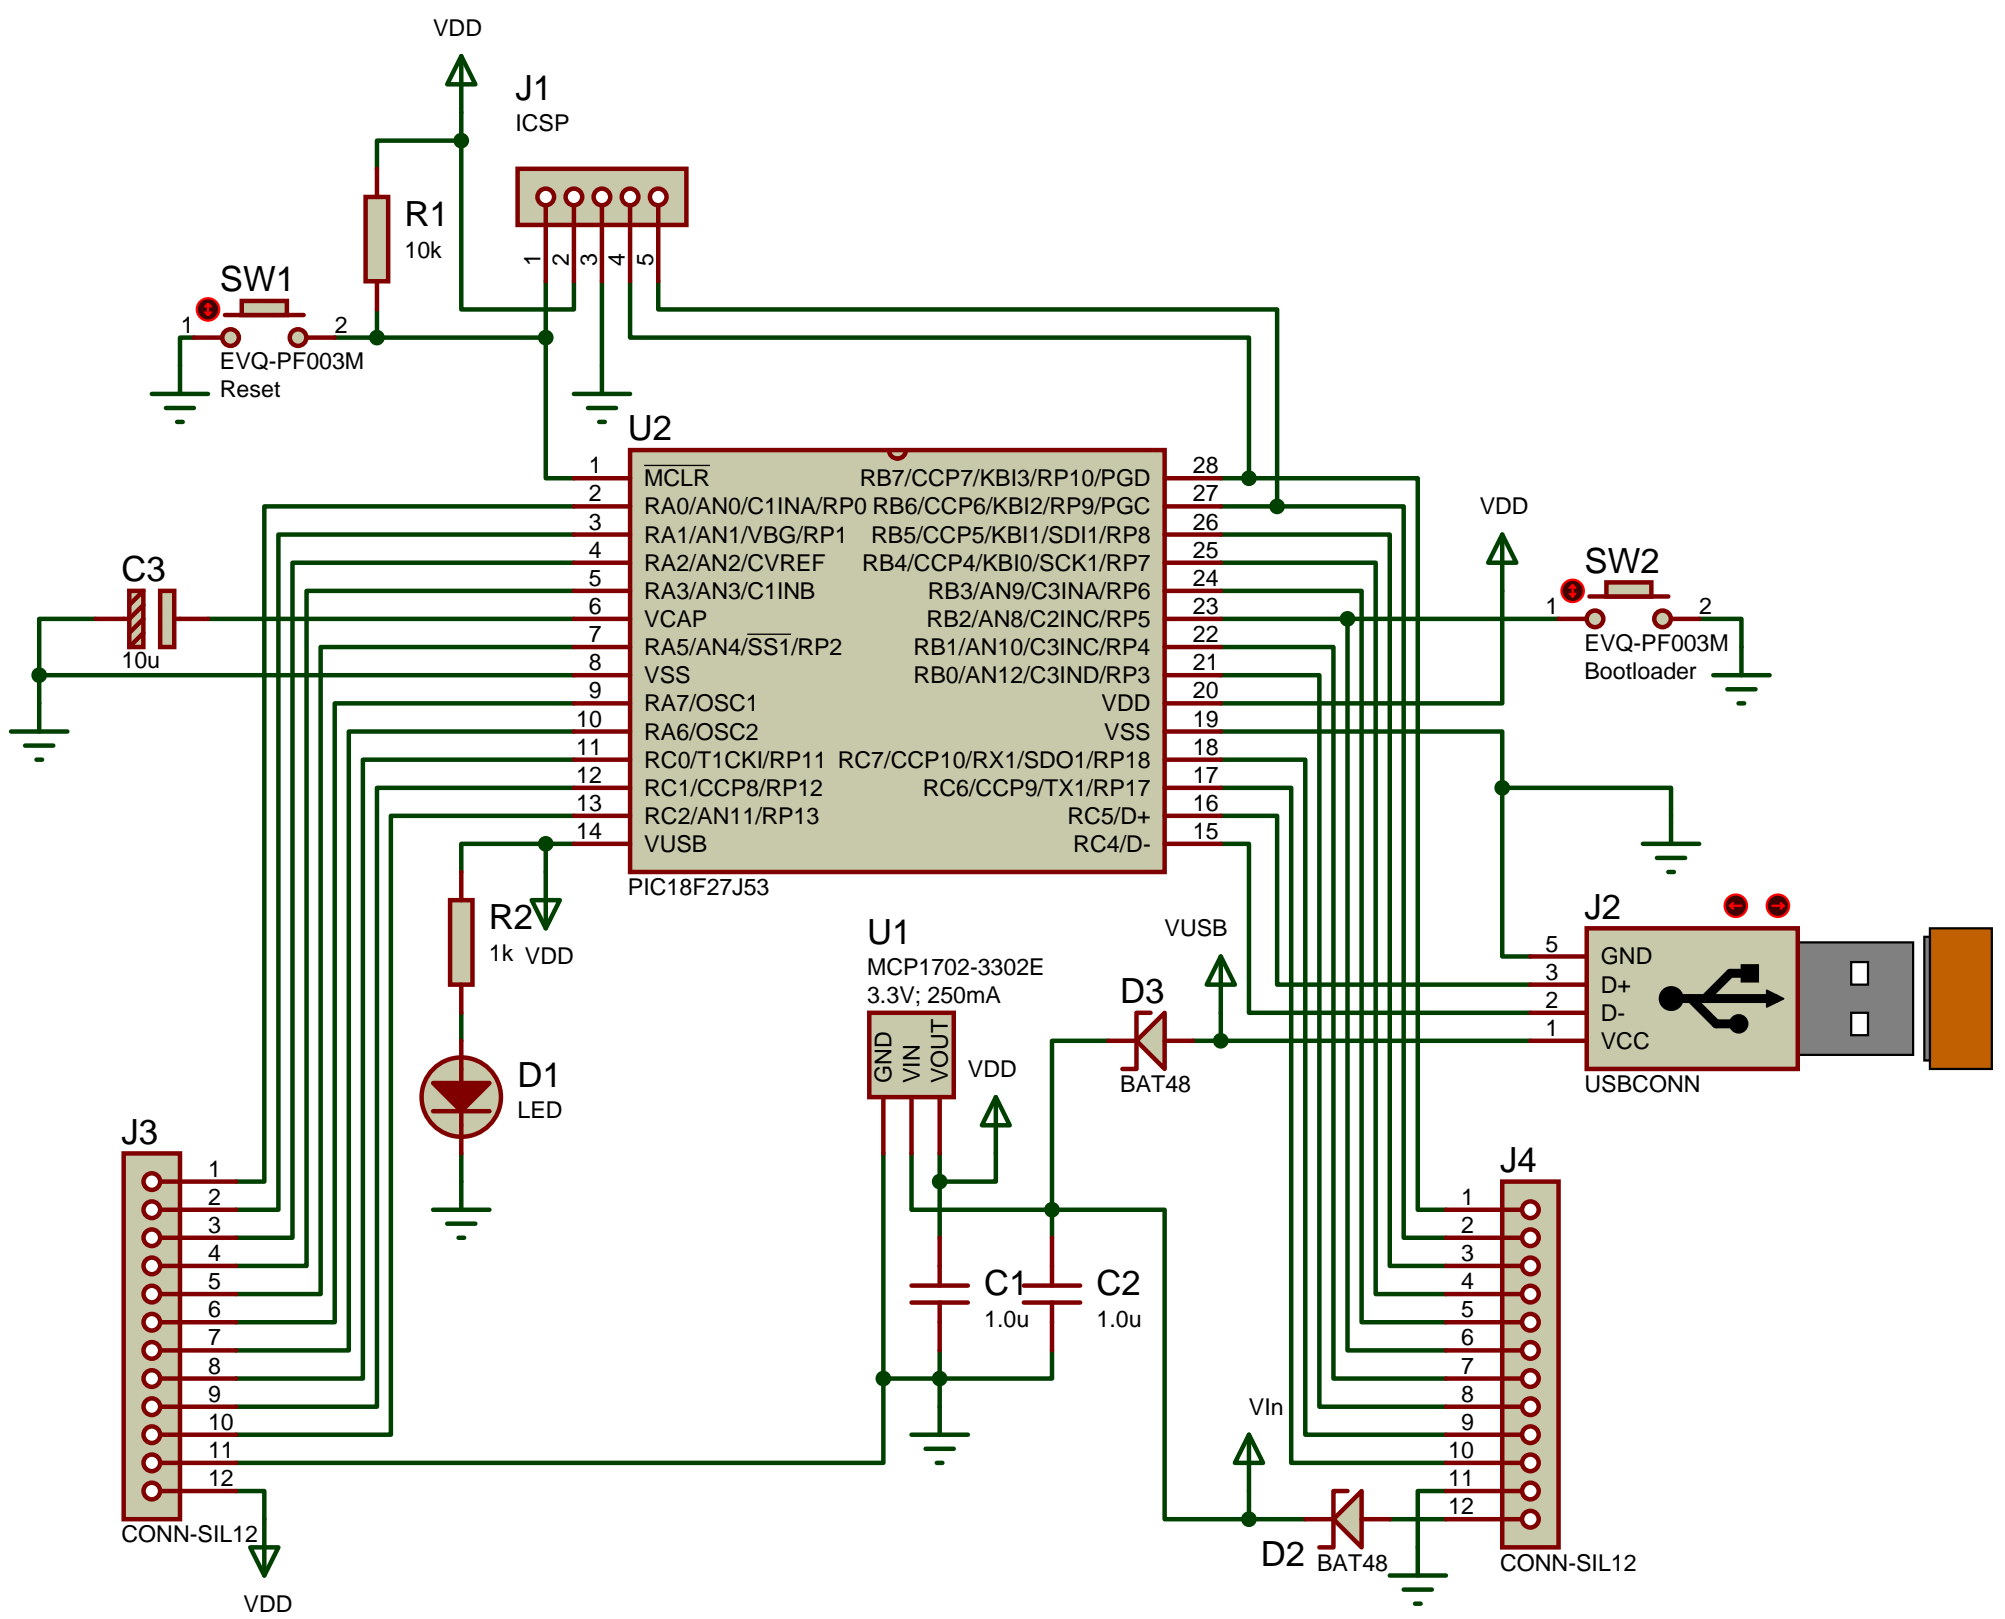 VDD
J1
ICSP
1
2
3
4
5
R1
10k
SW1
1
2
EVQ-PF003M
Reset
U2
1
2
3
4
5
6
7
8
9
10
11
12
13
14
MCLR
RA0/AN0/C1INA/RP0
RA1/AN1/VBG/RP1
RA2/AN2/CVREF
RA3/AN3/C1INB
VCAP
RA5/AN4/SS1/RP2
VSS
RA7/OSC1
RA6/OSC2
RC0/T1CKI/RP11
RC1/CCP8/RP12
RC2/AN11/RP13
VUSB
RB7/CCP7/KBI3/RP10/PGD
RB6/CCP6/KBI2/RP9/PGC
RB5/CCP5/KBI1/SDI1/RP8
RB4/CCP4/KBI0/SCK1/RP7
RB3/AN9/C3INA/RP6
RB2/AN8/C2INC/RP5
RB1/AN10/C3INC/RP4
RB0/AN12/C3IND/RP3
VDD
VSS
RC7/CCP10/RX1/SDO1/RP18
RC6/CCP9/TX1/RP17
RC5/D+
RC4/D-
28
27
26
25
24
23
22
21
20
19
18
17
16
15
PIC18F27J53
C3
10u
VDD
SW2
1
2
EVQ-PF003M
Bootloader
R2
1k
VDD
D1
LED
U1
MCP1702-3302E
3.3V; 250mA
GND
VIN
VOUT
VDD
VUSB
D3
BAT48
J2
5
3
2
1
GND
D+
D-
VCC
USBCONN
C1
1.0u
C2
1.0u
J3
1
2
3
4
5
6
7
8
9
10
11
12
CONN-SIL12
VDD
VIn
D2
BAT48
J4
1
2
3
4
5
6
7
8
9
10
11
12
CONN-SIL12